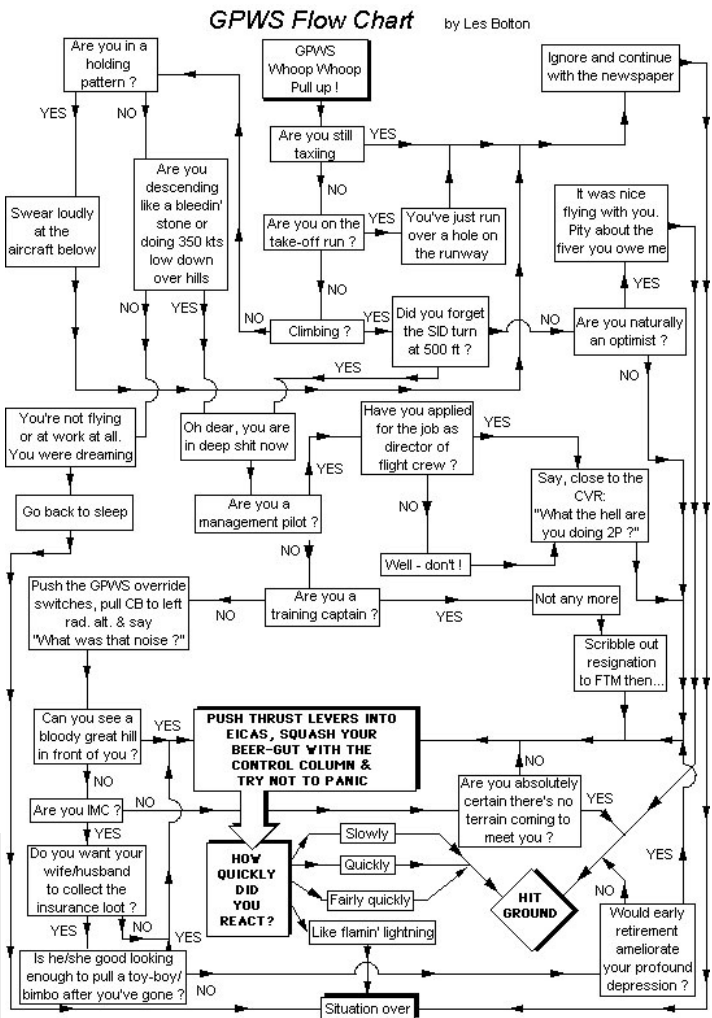 GPWS Flow Chart
by Les Bolton
Are you in a
holding
pattern ?
GPWS
Whoop Whoop
Pull up !
Ignore and continue
with the newspaper
YES
NO
Are you still
taxiing
YES
NO
Are you
descending
like a bleedin'
stone or
doing 350 kts
low down
over hills
Swear loudly
at the
aircraft below
Are you on the
take-off run ?
YES
You've just run
over a hole on
the runway
It was nice
flying with you.
Pity about the
fiver you owe me
NO
NO
YES
NO
Climbing ?
YES
Did you forget
the SID turn
at 500 ft ?
NO
YES
Are you naturally
an optimist ?
YES
NO
You're not flying
or at work at all.
You were dreaming
Oh dear, you are
in deep shit now
Have you applied
for the job as
director of
flight crew ?
YES
YES
Go back to sleep
Are you a
management pilot ?
NO
Say, close to the
CVR:
"What the hell are
you doing 2P ?"
NO
Well - don't !
Push the GPWS override
switches, pull CB to left
rad. alt. & say
"What was that noise ?"
NO
Are you a
training captain ?
YES
Not any more
Scribble out
resignation
to FTM then...
Can you see a
bloody great hill
in front of you ?
YES
PUSH THRUST LEVERS INTO
EICAS, SQUASH YOUR
BEER-GUT WITH THE
CONTROL COLUMN &
TRY NOT TO PANIC
NO
NO
Are you IMC ?
NO
Are you absolutely
certain there's no
terrain coming to
meet you ?
YES
YES
Do you want your
wife/husband
to collect the
insurance loot ?
HOW
QUICKLY
DID
YOU
REACT?
Slowly
Quickly
Fairly quickly
Like flamin' lightning
HIT
GROUND
YES
NO
YES
NO
Is he/she good looking
enough to pull a toy-boy/
bimbo after you've gone ?
NO
Would early
retirement
ameliorate
your profound
depression ?
Situation over